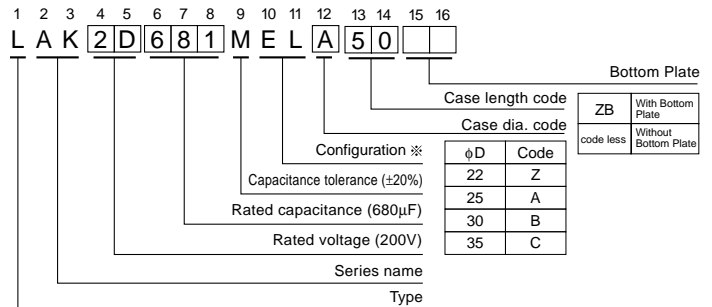 1 2 3 4 5 6 7 8 9 10 11 12 13 14 15 16
L A K 2 D 6 8 1 M E L A 5 0
Bottom Plate
Case length code
Case dia. code
Configuration ※
Capacitance tolerance (±20%)
Rated capacitance (680µF)
Rated voltage (200V)
Series name
Type
ZB With Bottom Plate
code less Without Bottom Plate
ϕD Code
22 Z
25 A
30 B
35 C